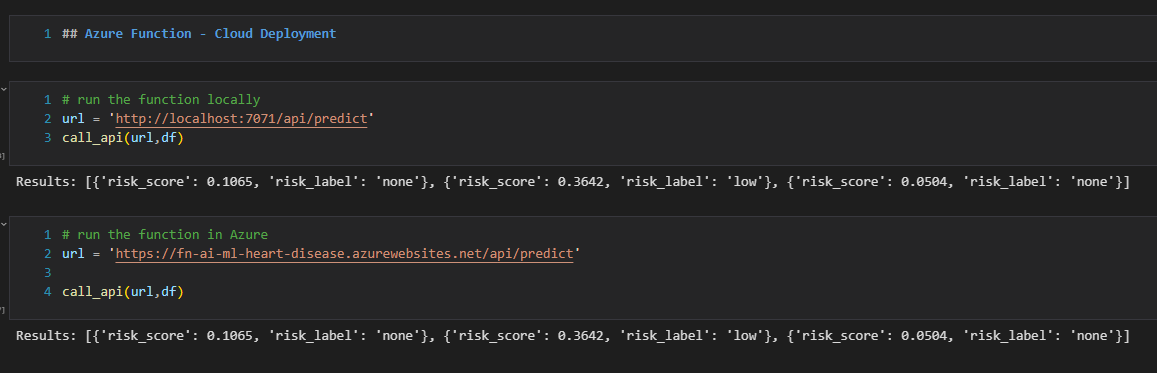 1 ## Azure Function - Cloud Deployment
1 # run the function locally
2 url = 'http://localhost:7071/api/predict'
3 call_api(url,df)
Results: [{'risk_score': 0.1065, 'risk_label': 'none'}, {'risk_score': 0.3642, 'risk_label': 'low'}, {'risk_score': 0.0504, 'risk_label': 'none'}]
1 # run the function in Azure
2 url = 'https://fn-ai-ml-heart-disease.azurewebsites.net/api/predict'
3
4 call_api(url,df)
Results: [{'risk_score': 0.1065, 'risk_label': 'none'}, {'risk_score': 0.3642, 'risk_label': 'low'}, {'risk_score': 0.0504, 'risk_label': 'none'}]